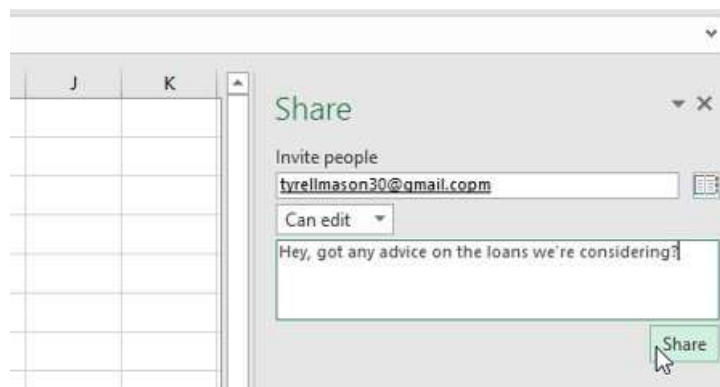 J K
Share
Invite people
tyrellmason30@gmail.copm
Can edit
Hey, got any advice on the loans we're considering?
Share